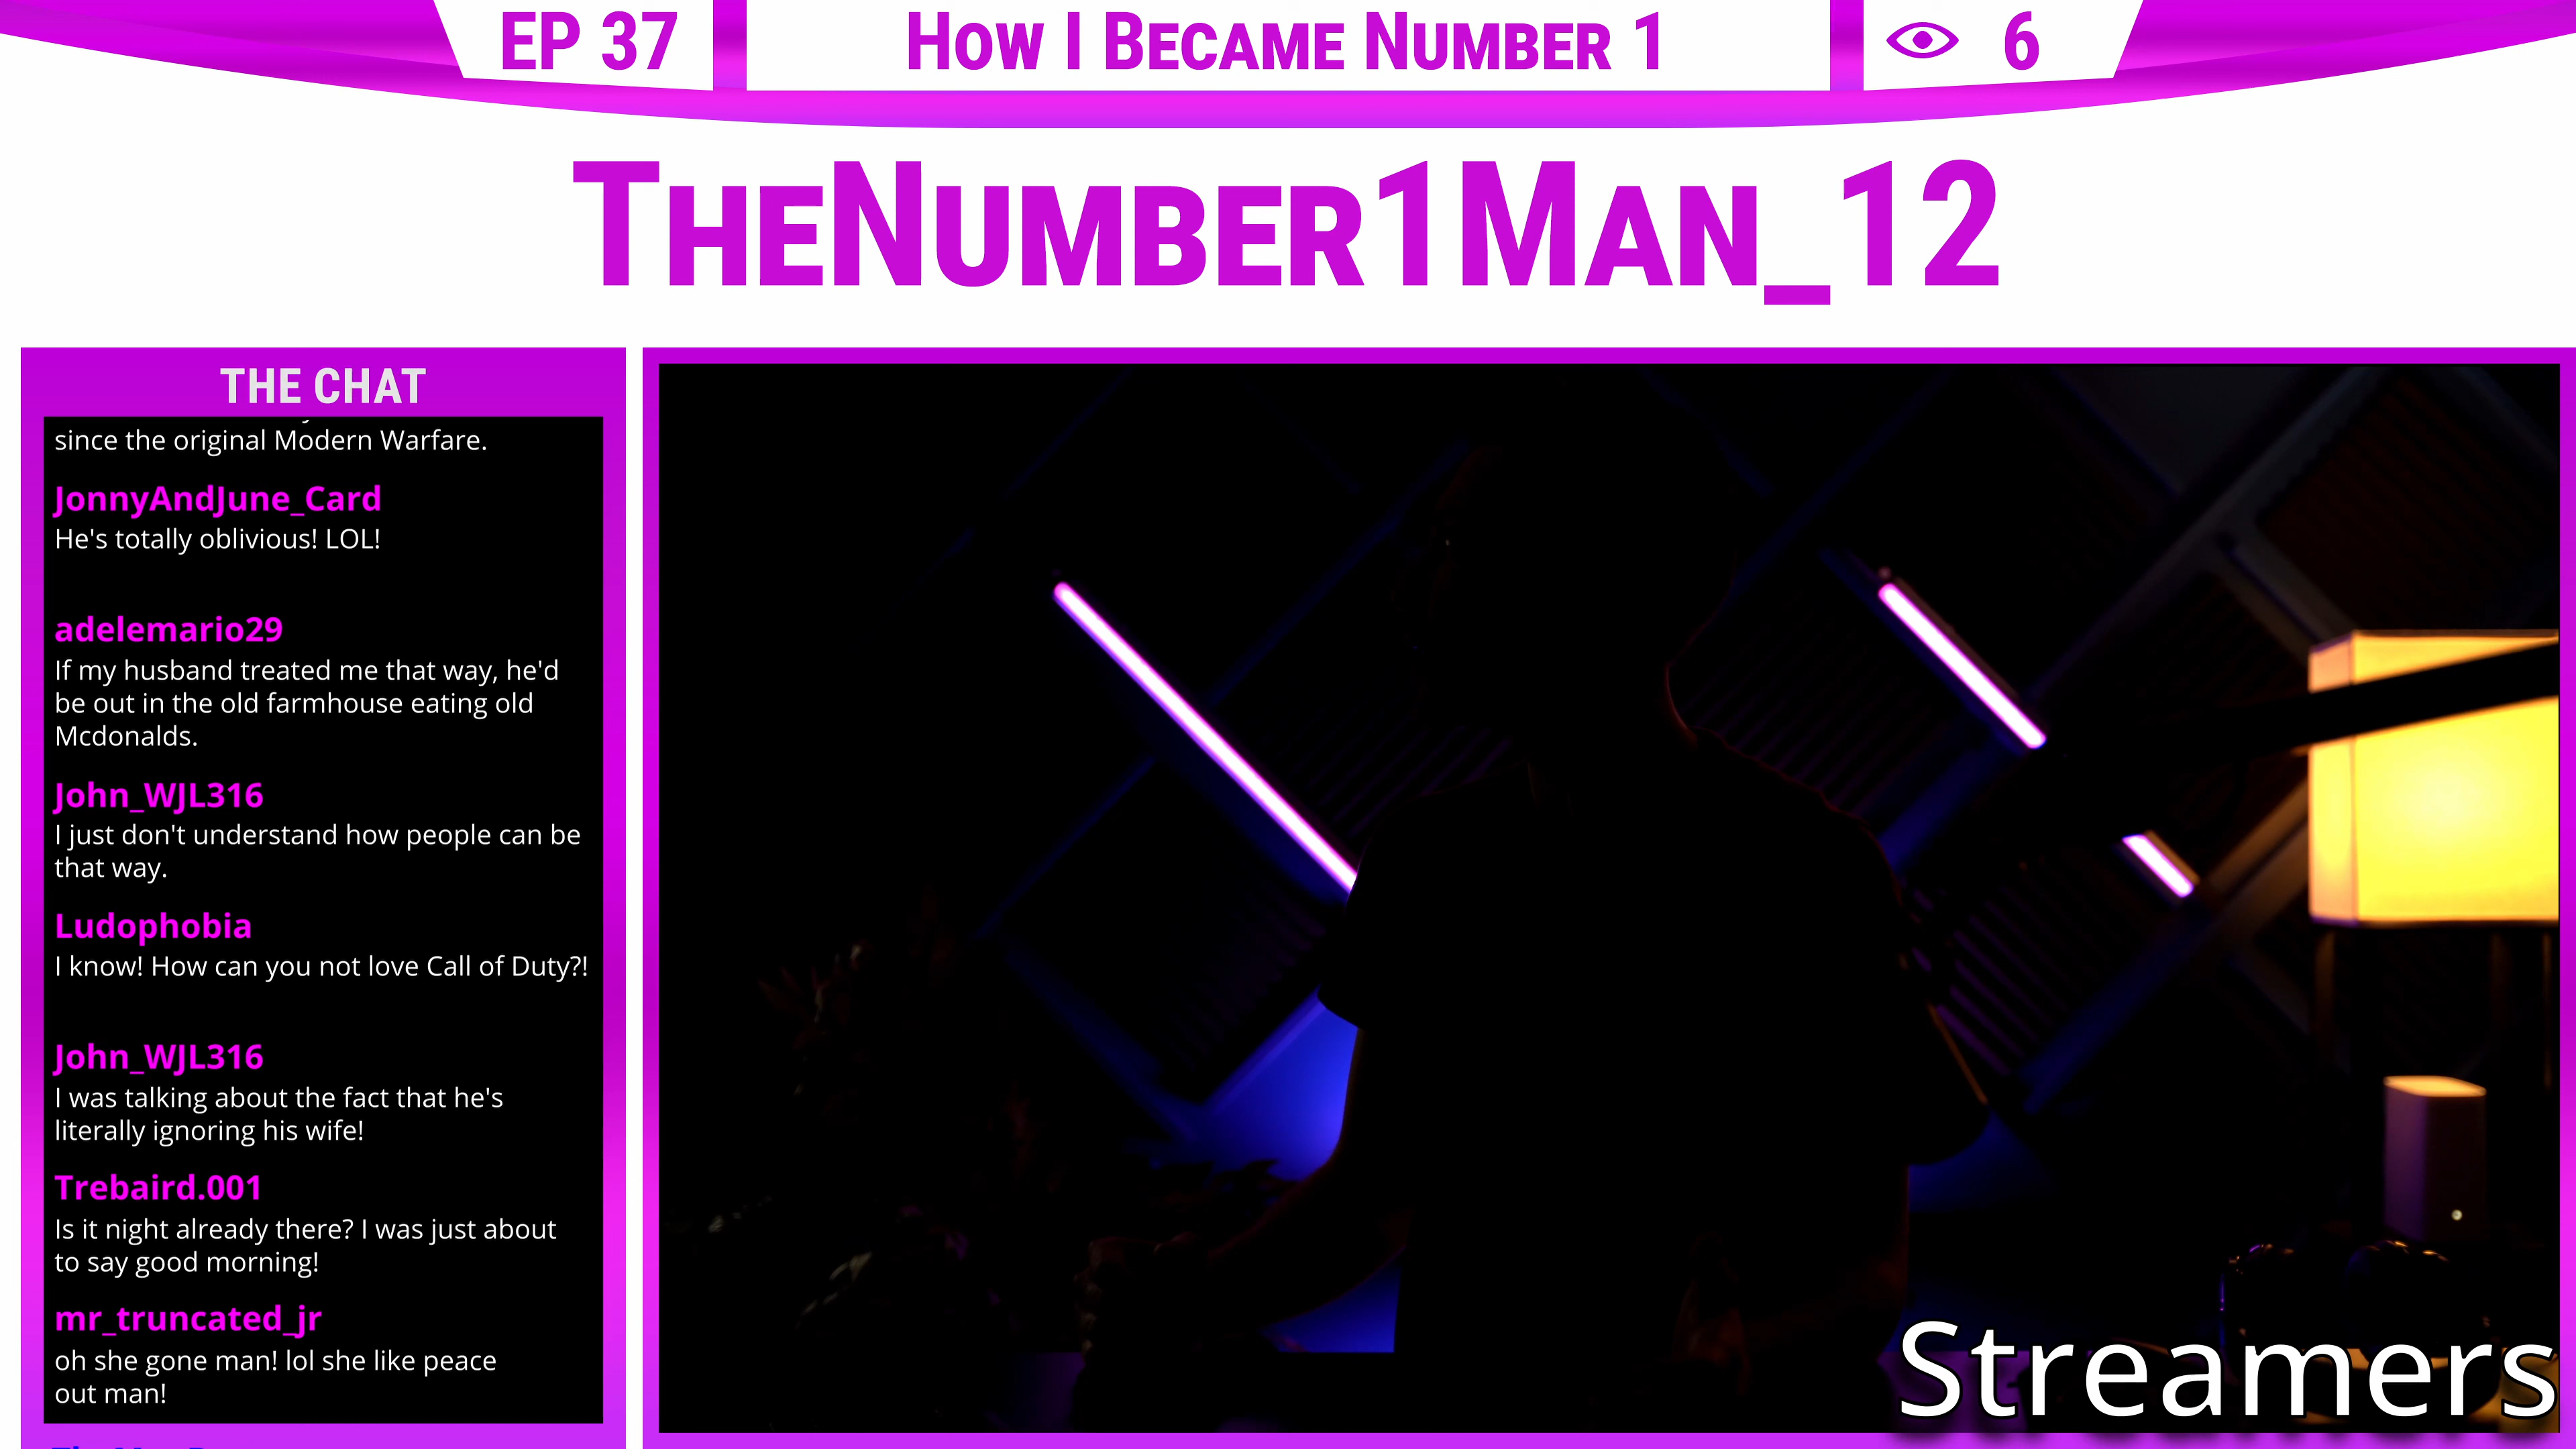 EP 37
How I Became Number 1
6
TheNumber1Man_12
THE CHAT
since the original Modern Warfare.
JonnyAndJune_Card
He's totally oblivious! LOL!
adelemario29
If my husband treated me that way, he'd
be out in the old farmhouse eating old
Mcdonalds.
John_WJL316
I just don't understand how people can be
that way.
Ludophobia
I know! How can you not love Call of Duty?!
John_WJL316
I was talking about the fact that he's
literally ignoring his wife!
Trebaird.001
Is it night already there? I was just about
to say good morning!
mr_truncated_jr
oh she gone man! lol she like peace
out man!
Streamers